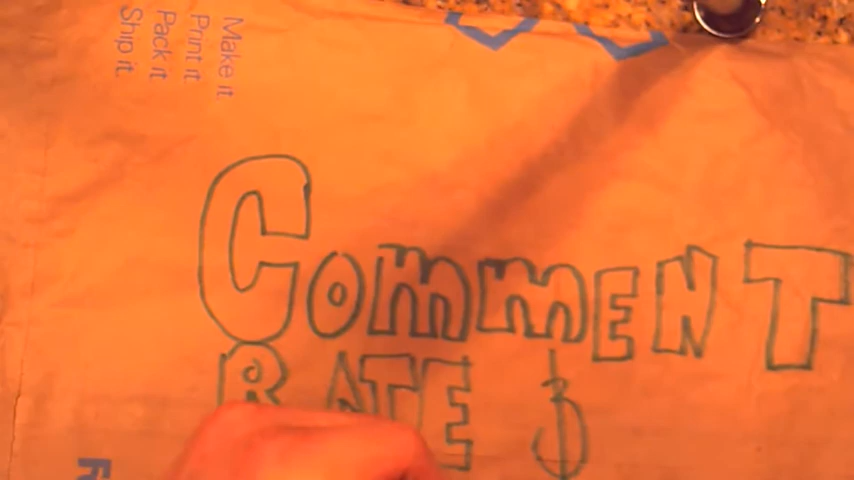 Make it.
Print it.
Pack it.
Ship it.
COMMENT
RATE &